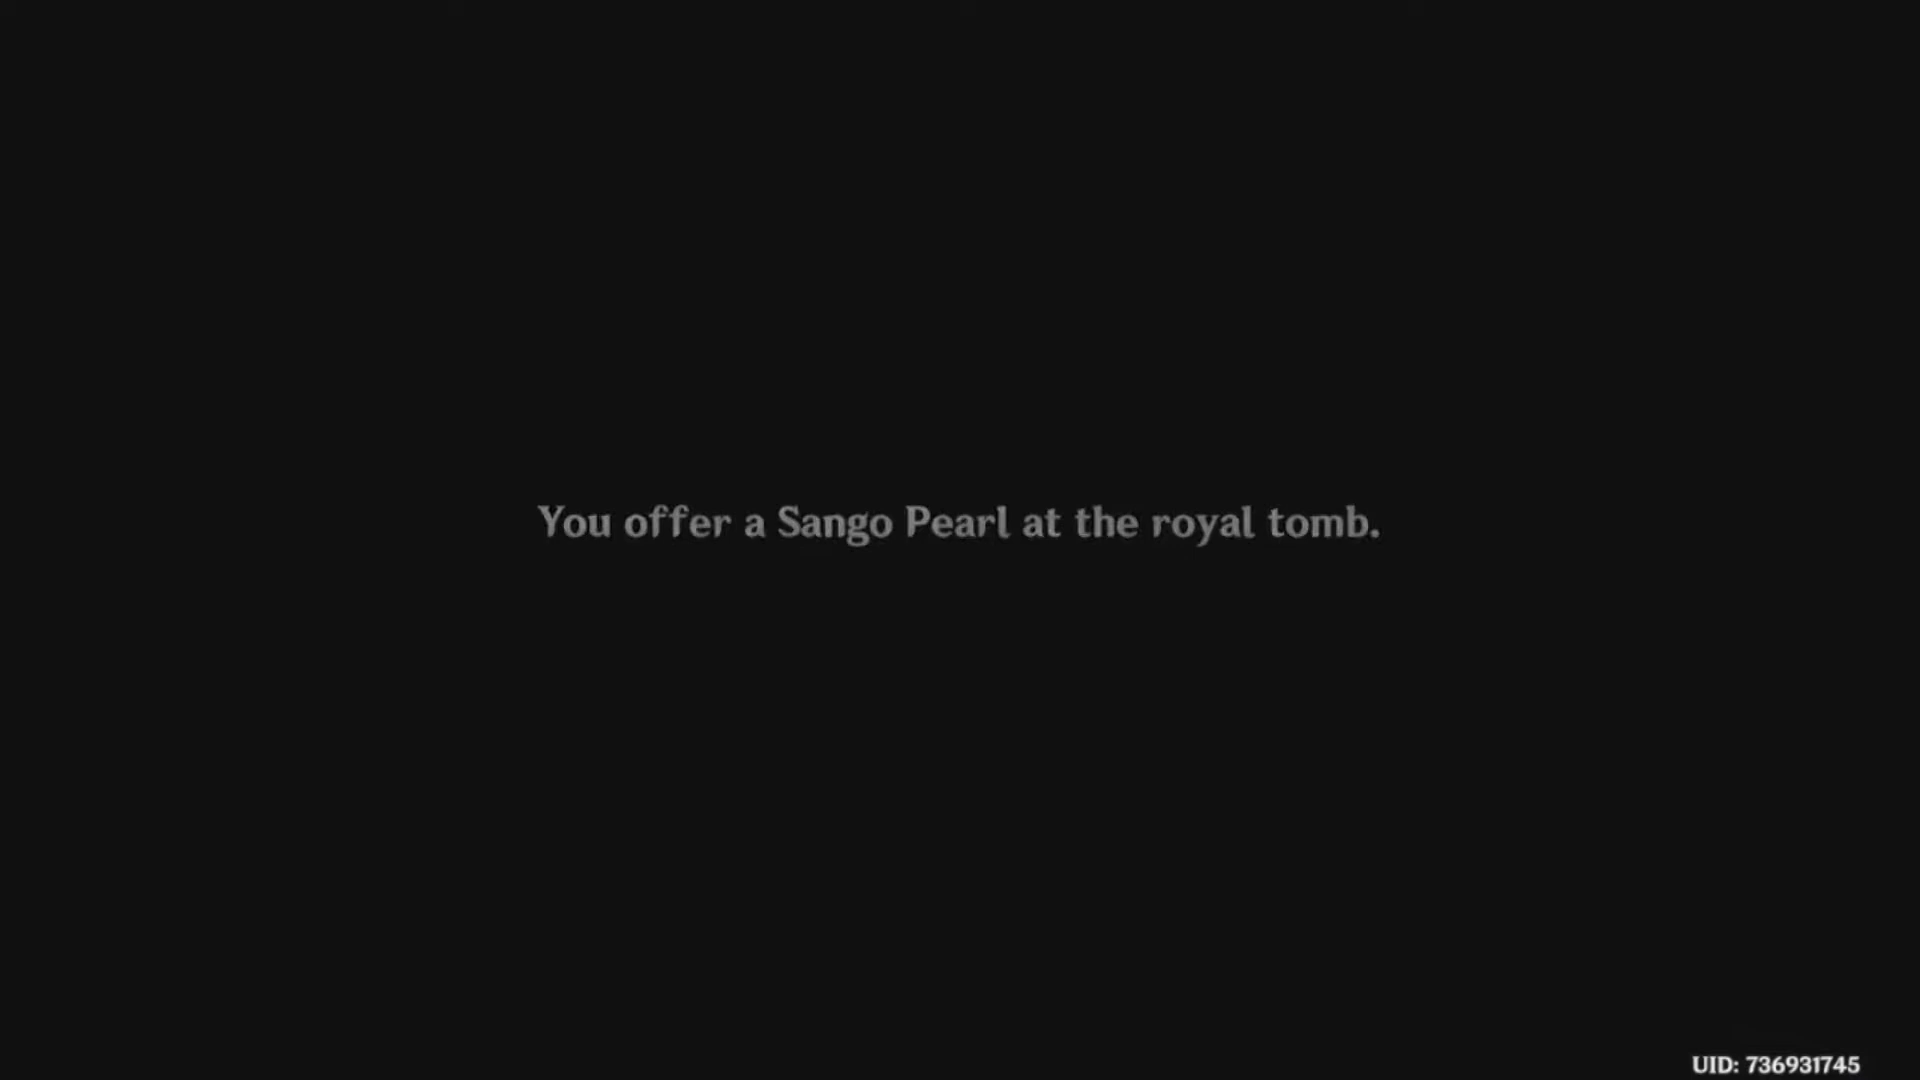 You offer a Sango Pearl at the royal tomb.
UID: 736931745